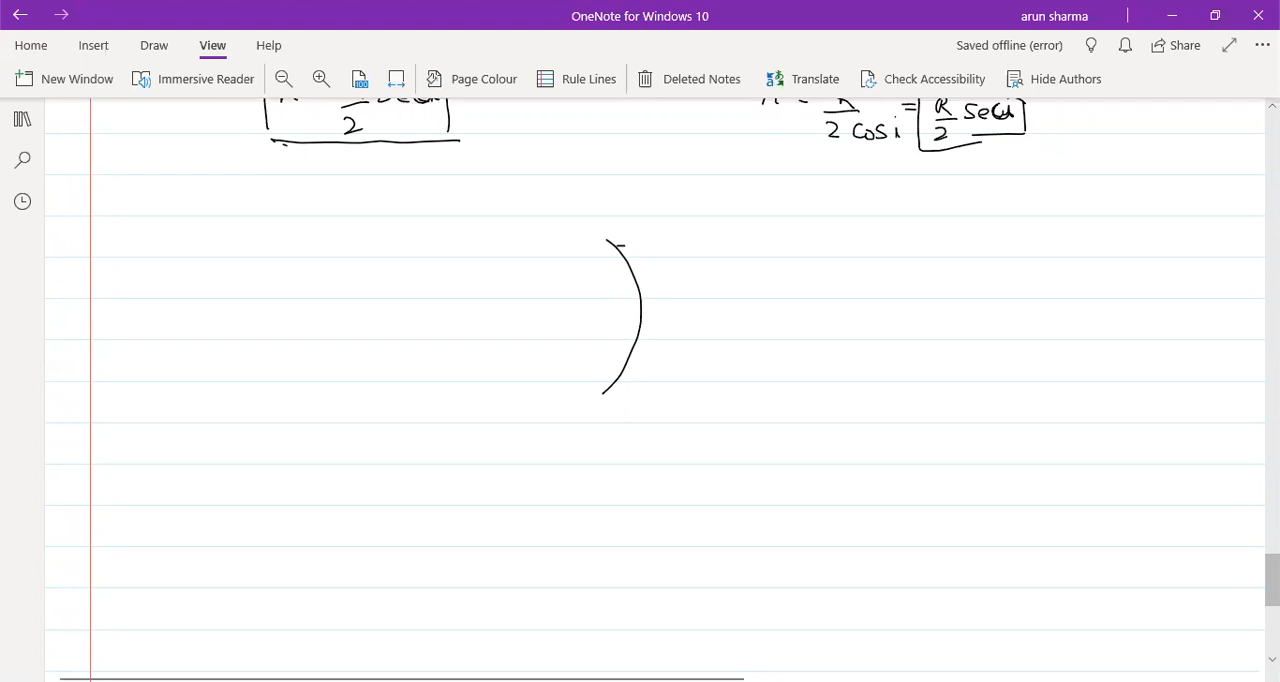 OneNote for Windows 10
arun sharma
Home Insert Draw View Help
Saved offline (error) Share
New Window Immersive Reader Page Colour Rule Lines Deleted Notes Translate Check Accessibility Hide Authors
2
R
2 cos i = R/2 sec i